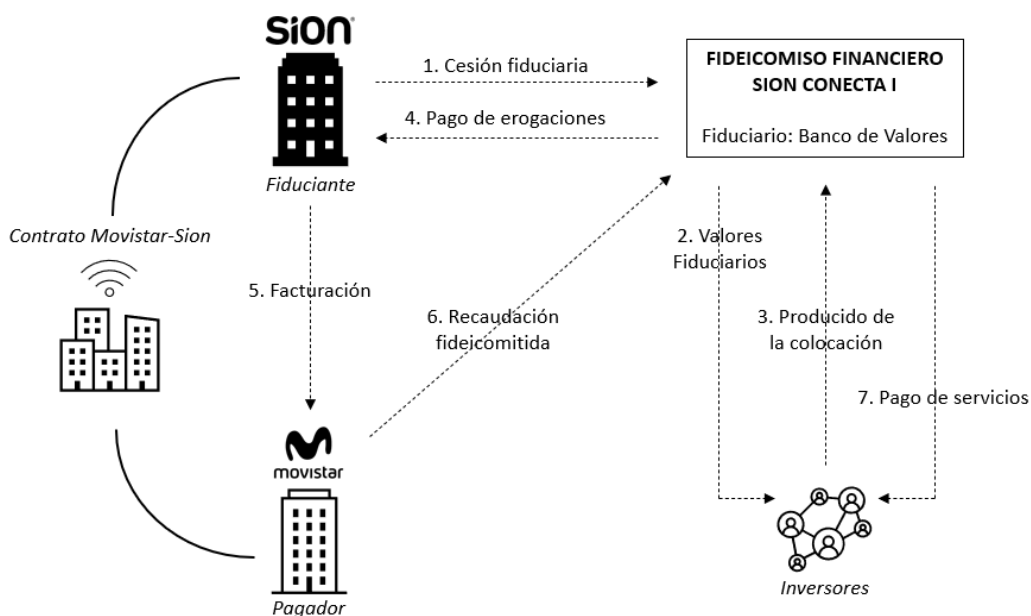 SION
FIDEICOMISO FINANCIERO
SION CONECTA I
Fiduciario: Banco de Valores
1. Cesión fiduciaria
4. Pago de erogaciones
Fiduciante
Contrato Movistar-Sion
2. Valores
Fiduciarios
5. Facturación
6. Recaudación
fideicomitida
3. Producido de
la colocación
7. Pago de servicios
movistar
Pagador
Inversores